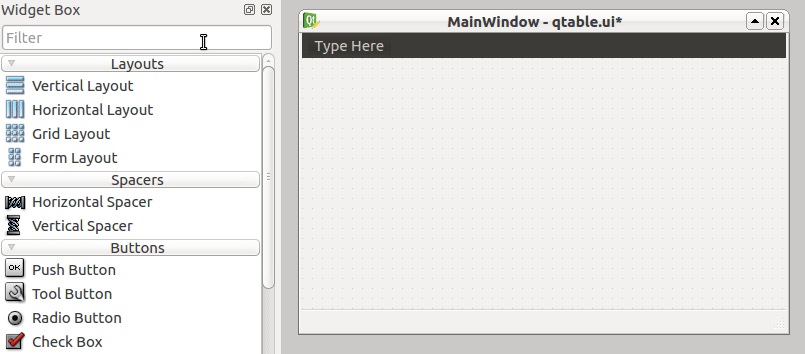 Widget Box
Filter
Layouts
Vertical Layout
Horizontal Layout
Grid Layout
Form Layout
Spacers
Horizontal Spacer
Vertical Spacer
Buttons
OK
Push Button
Tool Button
Radio Button
Check Box
Qt
MainWindow - qtable.ui*
Type Here